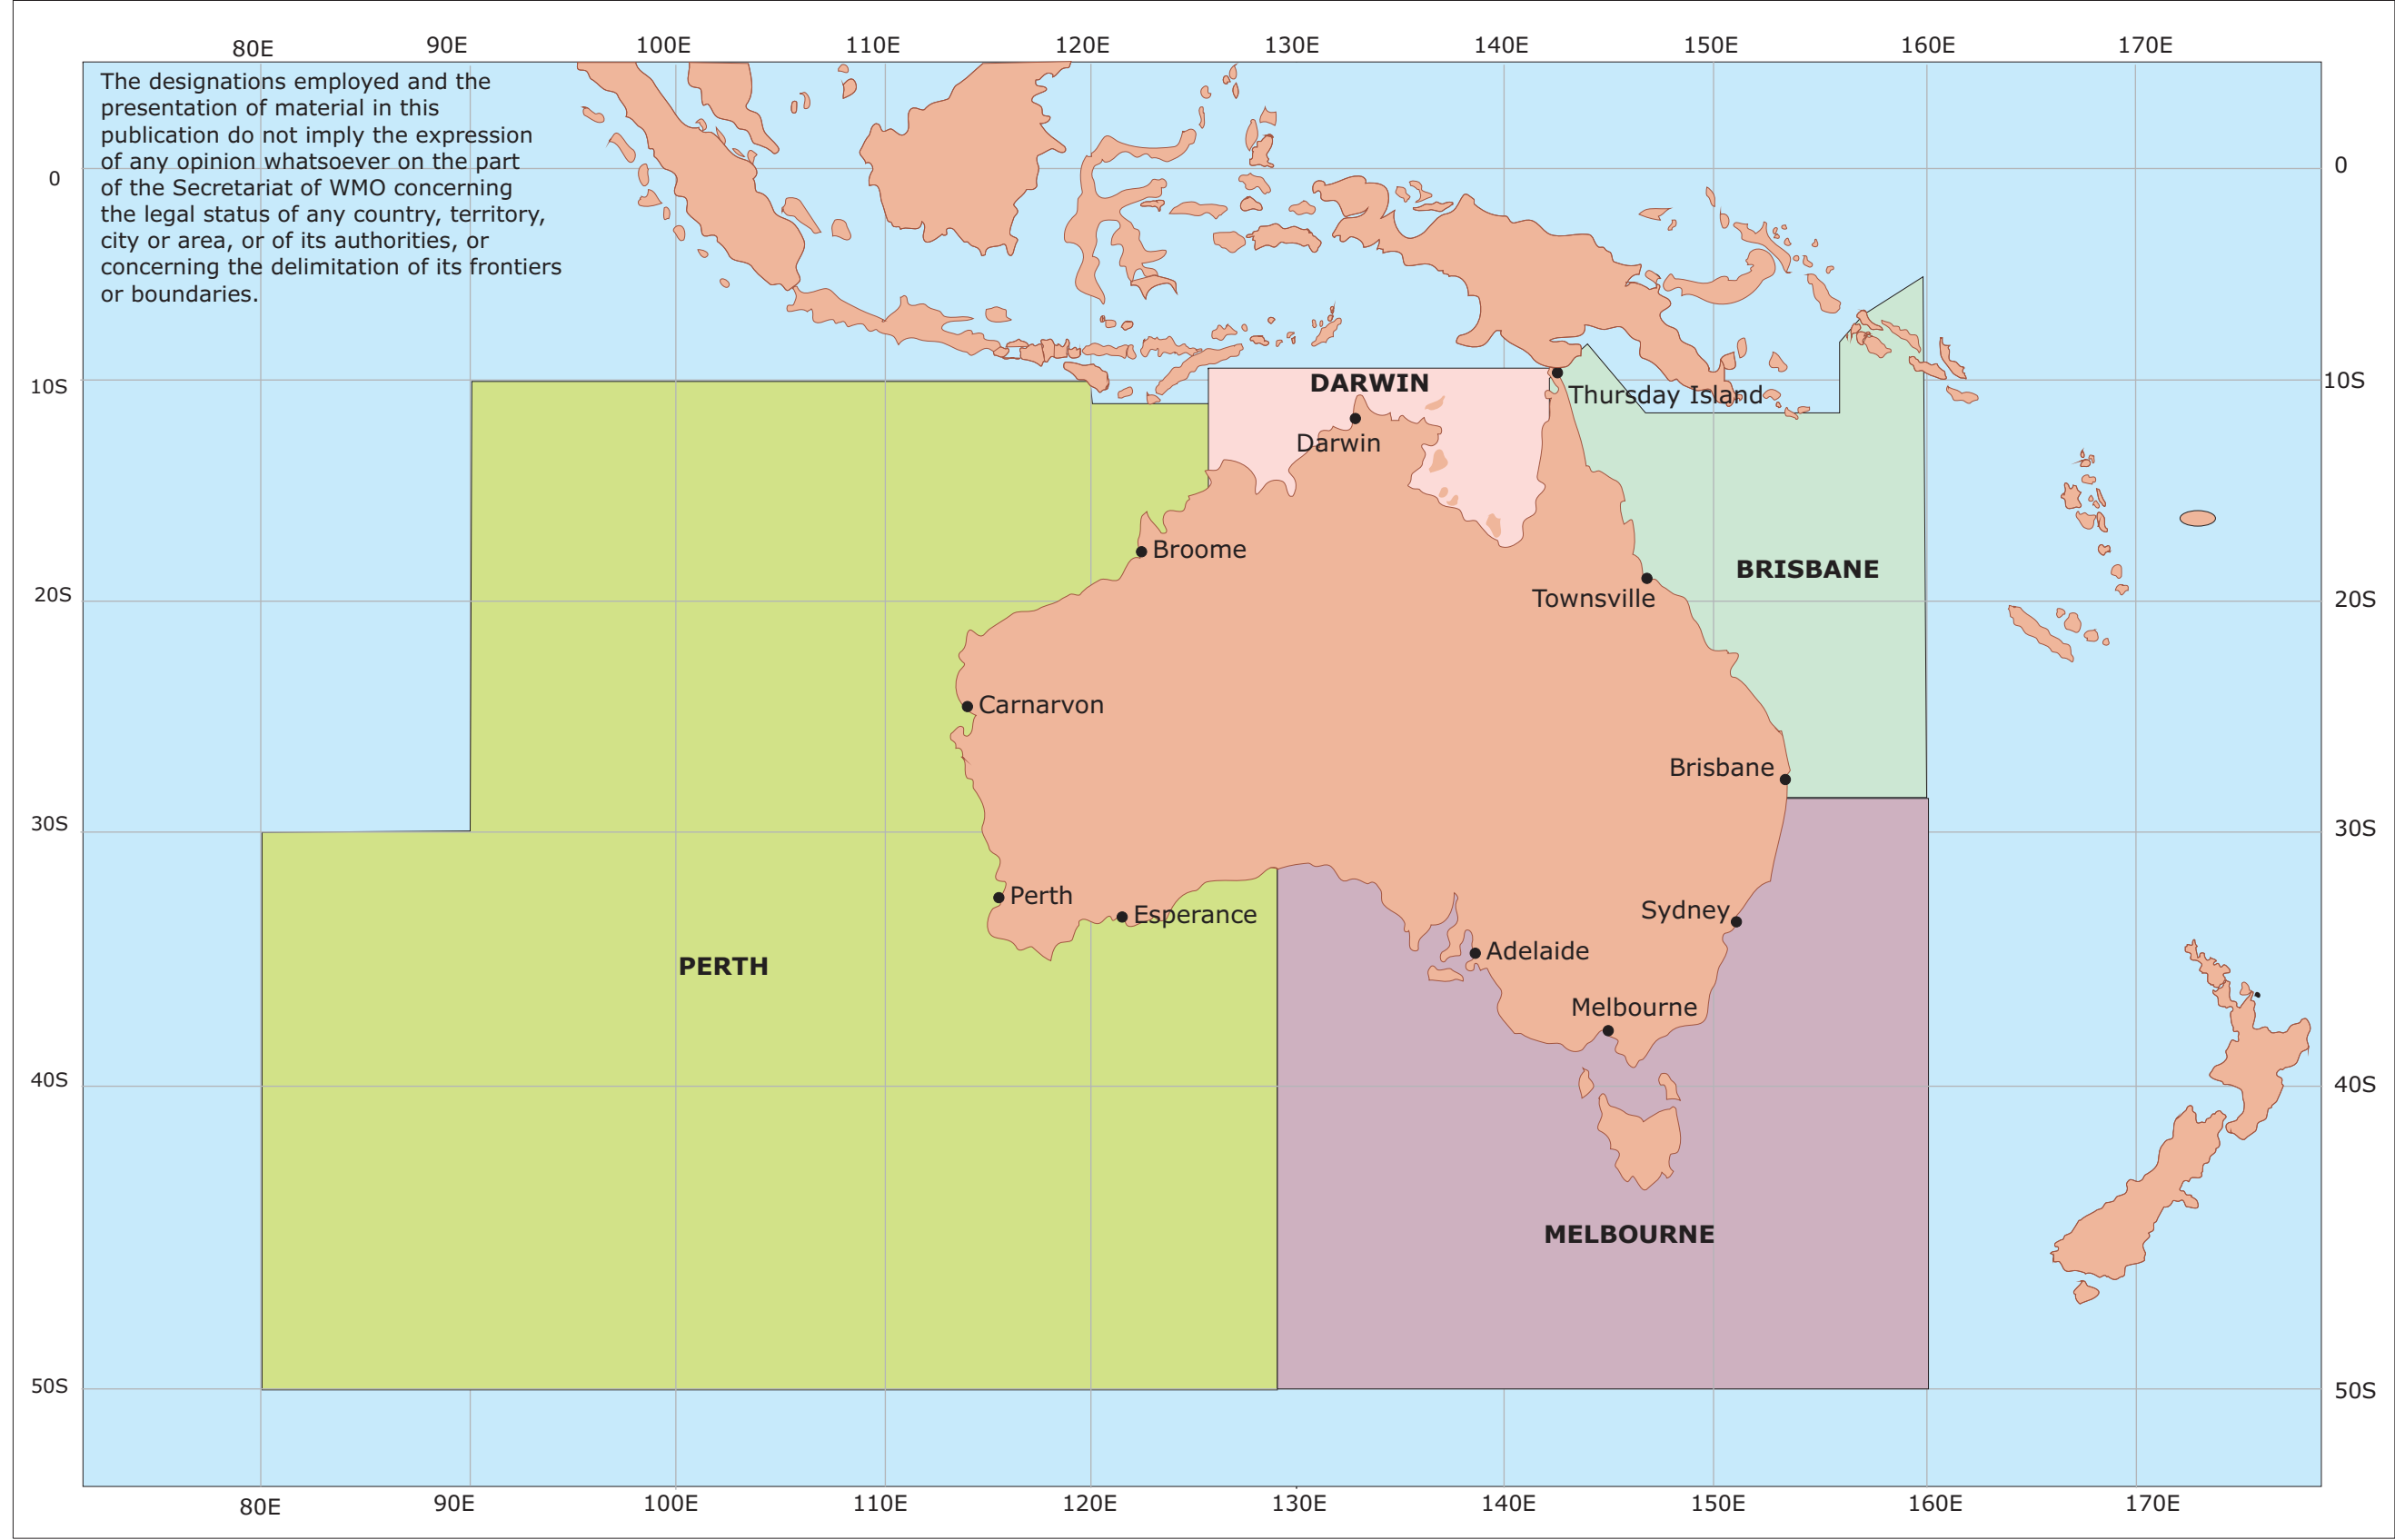 80E 90E 100E 110E 120E 130E 140E 150E 160E 170E
The designations employed and the
presentation of material in this
publication do not imply the expression
of any opinion whatsoever on the part
of the Secretariat of WMO concerning
the legal status of any country, territory,
city or area, or of its authorities, or
concerning the delimitation of its frontiers
or boundaries.
0 0
10S DARWIN 10S
Thursday Island
Darwin
Broome
BRISBANE
20S Townsville 20S
Carnarvon
Brisbane
30S 30S
Perth
Esperance
Sydney
Adelaide
PERTH
Melbourne
40S 40S
MELBOURNE
50S 50S
80E 90E 100E 110E 120E 130E 140E 150E 160E 170E